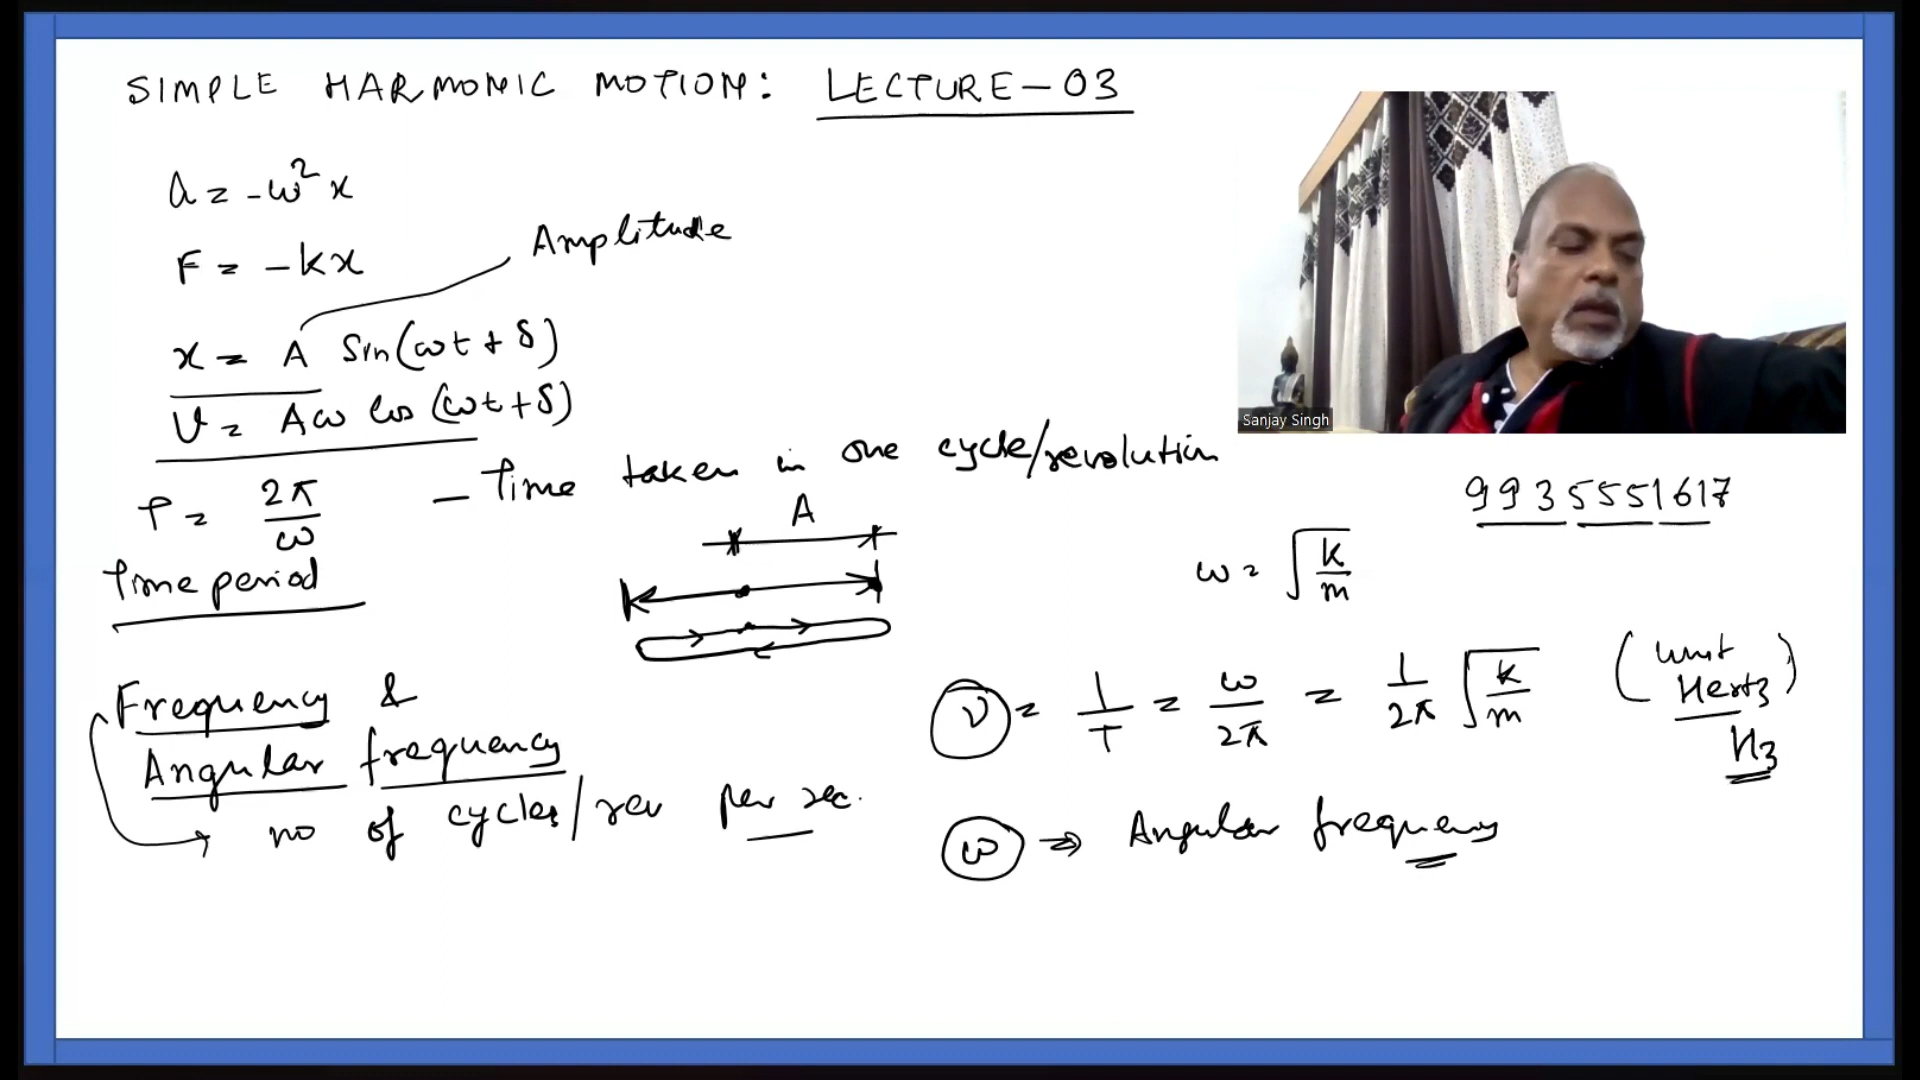 SIMPLE HARMONIC MOTION: LECTURE-03
a = -ω² x
F = -kx
Amplitude
x = A Sin(ωt + δ)
v = Aω Cos (ωt+δ)
T = 2π/ω - Time taken in one cycle/revolution
Time period
A
Sanjay Singh
9935551617
ω = √(k/m)
Frequency &
Angular frequency
→ no of cycles/rev per sec.
ν = 1/T = ω/2π = 1/2π √(k/m) (unit Hertz)
Hz
ω ⇒ Angular frequency